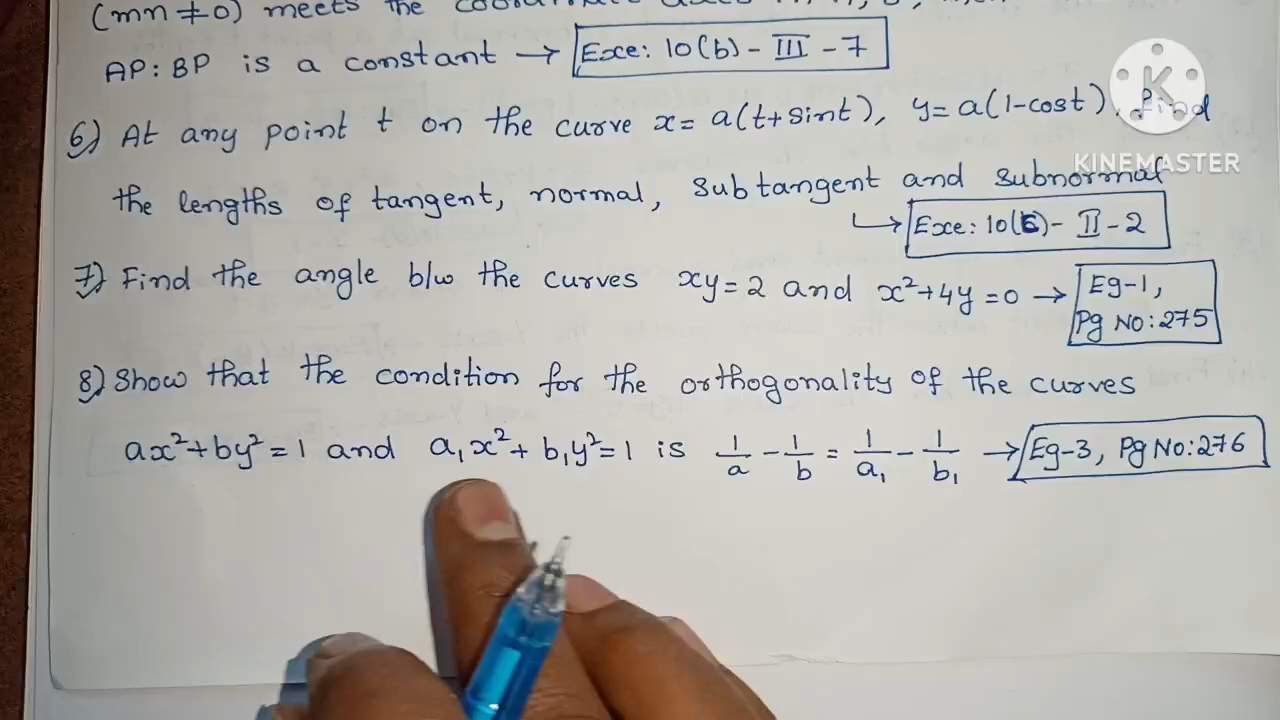 (mn ≠ 0) meets the
AP : BP is a constant → Exe: 10(b) - III - 7
6) At any point t on the curve x = a(t + sint), y = a(1-cost). Find
KINEMASTER
the lengths of tangent, normal, subtangent and subnormal
→ Exe: 10(b) - II - 2
7) Find the angle b/w the curves xy = 2 and x²+4y = 0 → Eg-1,
Pg No: 275
8) Show that the condition for the orthogonality of the curves
ax²+by² = 1 and a₁x²+ b₁y² = 1 is 1/a - 1/b = 1/a₁ - 1/b₁ → Eg-3, Pg No: 276